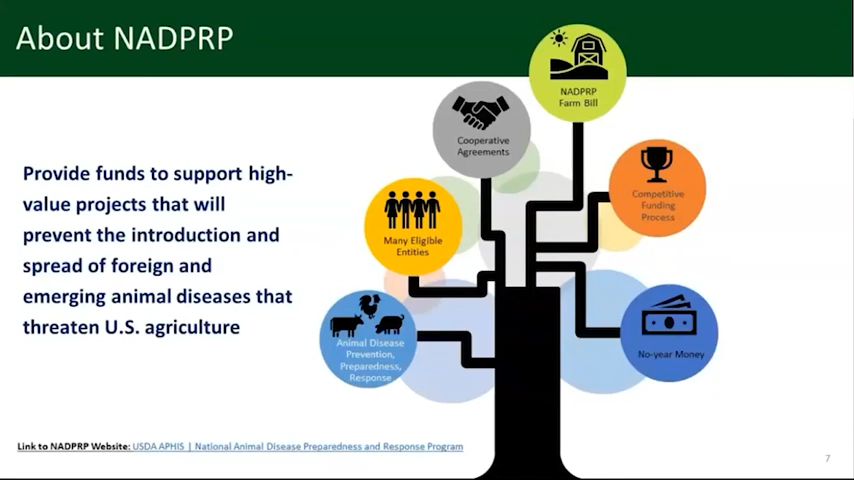 About NADPRP
Provide funds to support high-
value projects that will
prevent the introduction and
spread of foreign and
emerging animal diseases that
threaten U.S. agriculture
NADPRP
Farm Bill
Cooperative
Agreements
Competitive
Funding
Process
Many Eligible
Entities
Animal Disease
Prevention,
Preparedness,
Response
No-year Money
Link to NADPRP Website: USDA APHIS | National Animal Disease Preparedness and Response Program
7